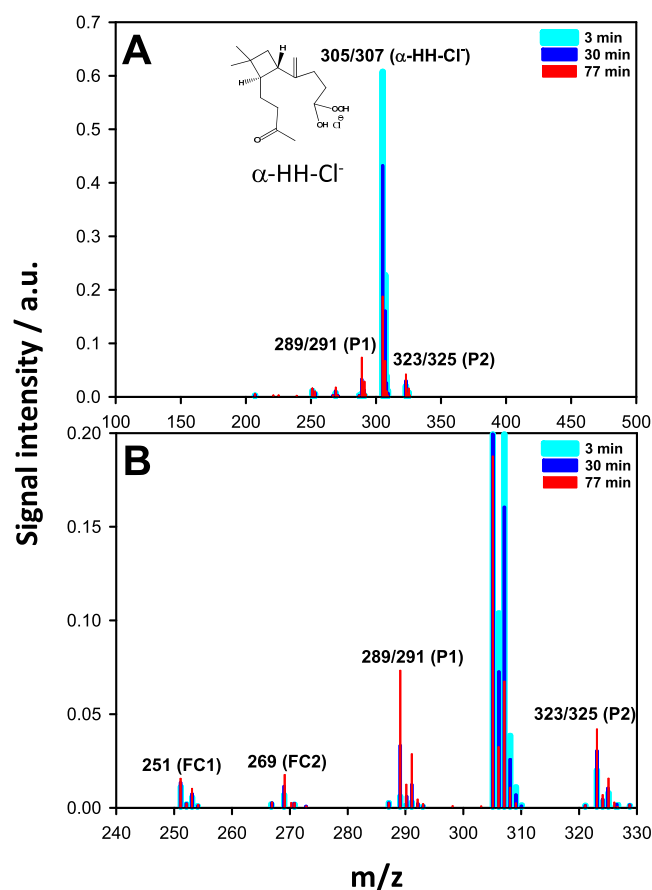 Signal intensity / a.u.
A
0.7
0.6
0.5
0.4
0.3
0.2
0.1
0.0
H
H
O
OOH
OH
⊖
Cl
α-HH-Cl⁻
305/307 (α-HH-Cl⁻)
3 min
30 min
77 min
289/291 (P1)
323/325 (P2)
100 150 200 250 300 350 400 450 500
B
0.20
0.15
0.10
0.05
0.00
3 min
30 min
77 min
289/291 (P1)
323/325 (P2)
251 (FC1)
269 (FC2)
240 250 260 270 280 290 300 310 320 330
m/z